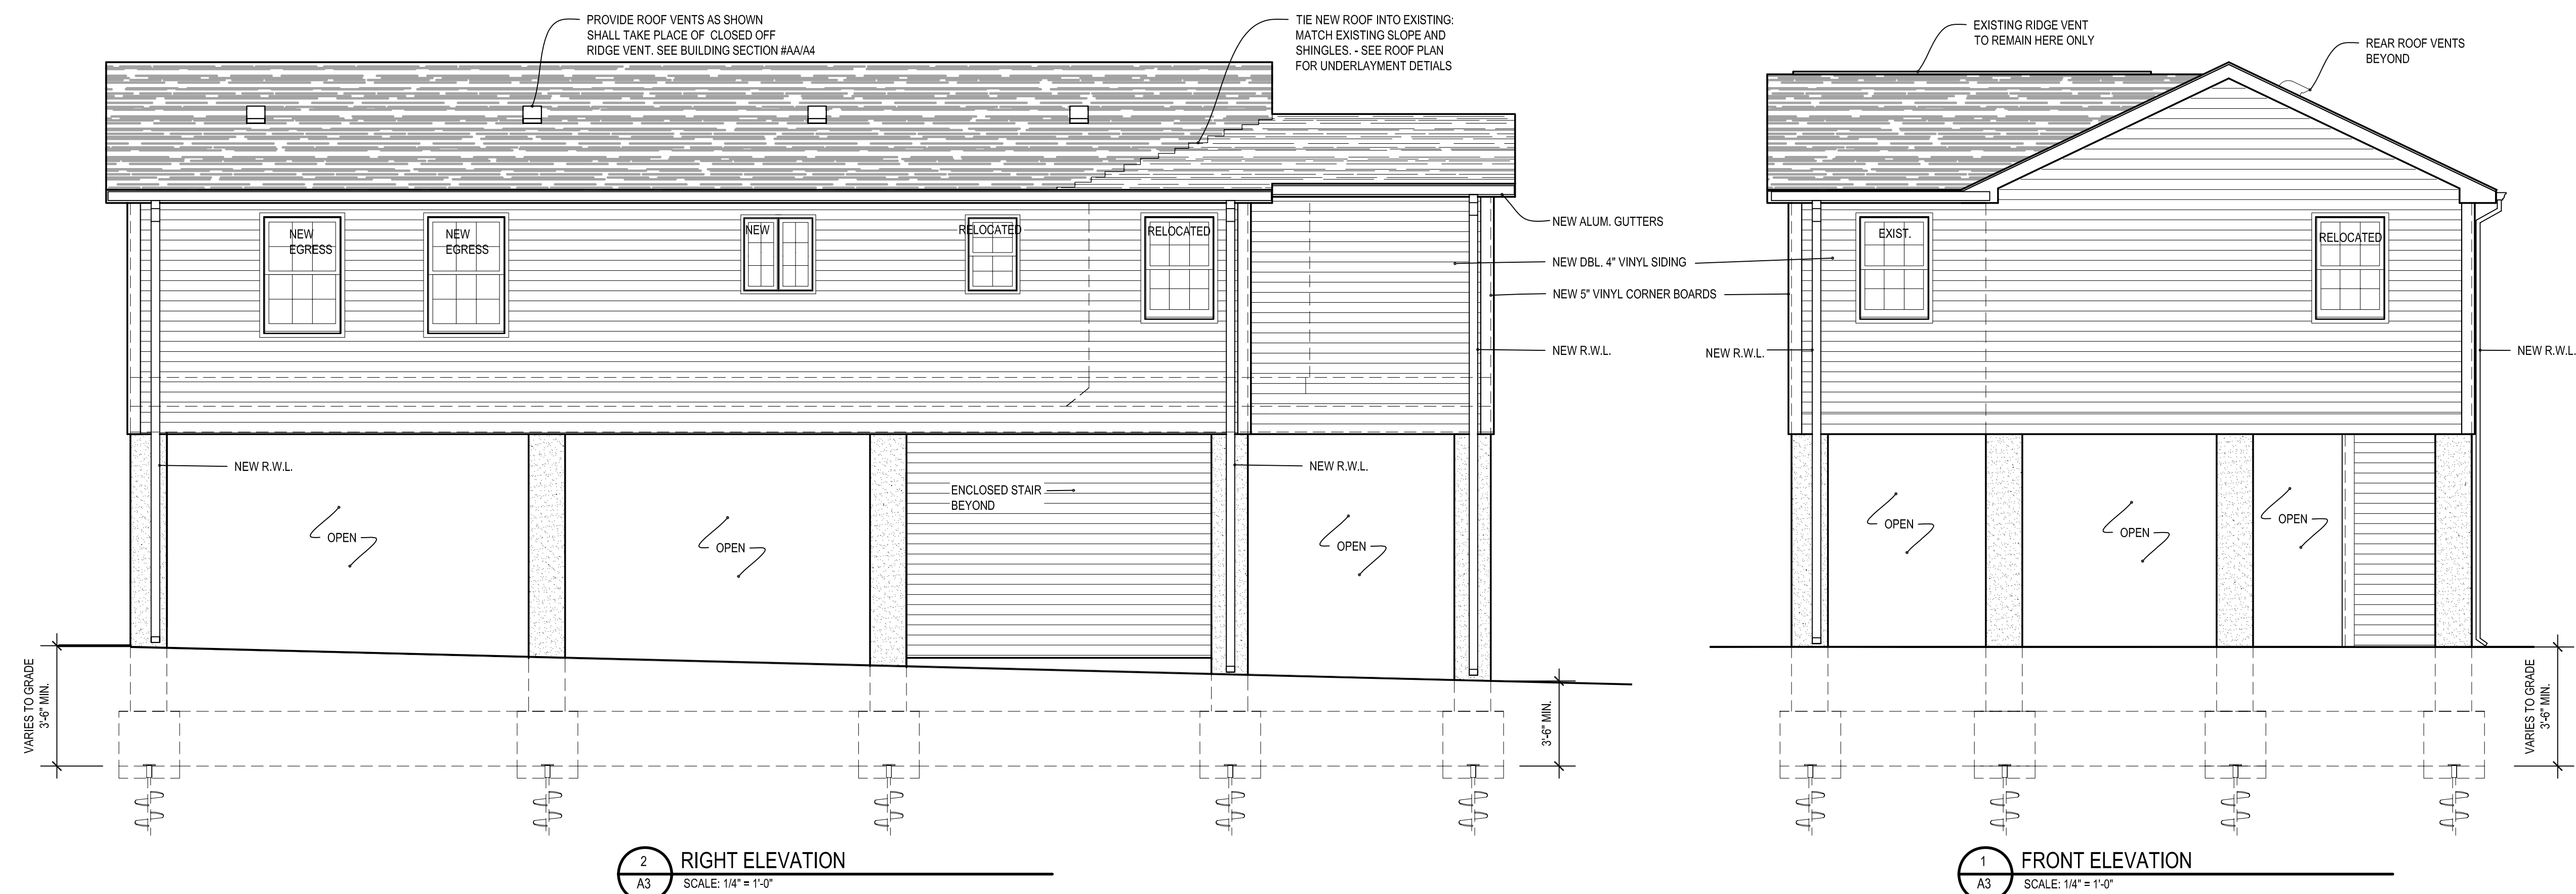 PROVIDE ROOF VENTS AS SHOWN
SHALL TAKE PLACE OF CLOSED OFF
RIDGE VENT. SEE BUILDING SECTION #AA/A4
TIE NEW ROOF INTO EXISTING:
MATCH EXISTING SLOPE AND
SHINGLES. - SEE ROOF PLAN
FOR UNDERLAYMENT DETIALS
NEW
EGRESS
NEW
EGRESS
NEW
RELOCATED
RELOCATED
NEW ALUM. GUTTERS
NEW DBL. 4" VINYL SIDING
NEW 5" VINYL CORNER BOARDS
NEW R.W.L.
NEW R.W.L.
ENCLOSED STAIR
BEYOND
NEW R.W.L.
OPEN
OPEN
OPEN
VARIES TO GRADE
3'-6" MIN.
3'-6" MIN.
2
A3
RIGHT ELEVATION
SCALE: 1/4" = 1'-0"
EXISTING RIDGE VENT
TO REMAIN HERE ONLY
REAR ROOF VENTS
BEYOND
EXIST.
RELOCATED
NEW R.W.L.
NEW R.W.L.
OPEN
OPEN
OPEN
VARIES TO GRADE
3'-6" MIN.
1
A3
FRONT ELEVATION
SCALE: 1/4" = 1'-0"